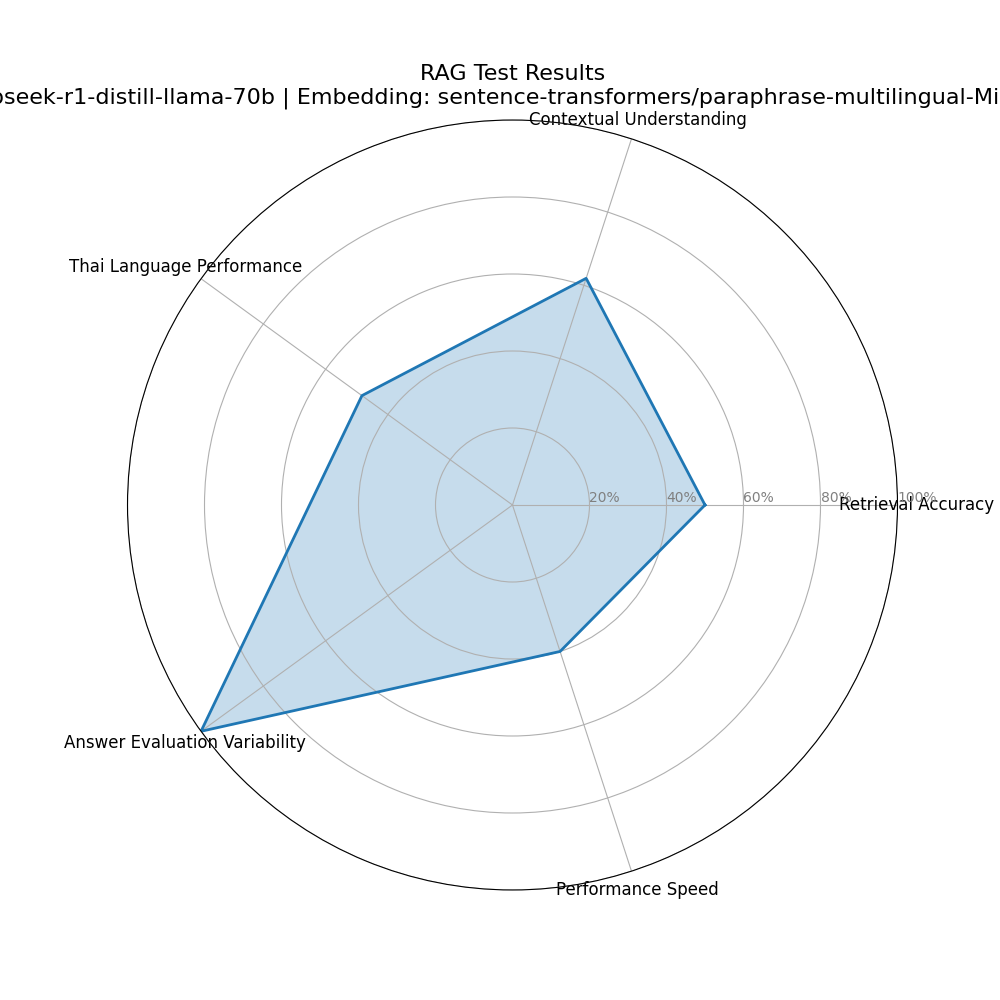 RAG Test Results
seek-r1-distill-llama-70b | Embedding: sentence-transformers/paraphrase-multilingual-Mi
Contextual Understanding
Thai Language Performance
20% 40% 60% 80% 100%
Retrieval Accuracy
Answer Evaluation Variability
Performance Speed